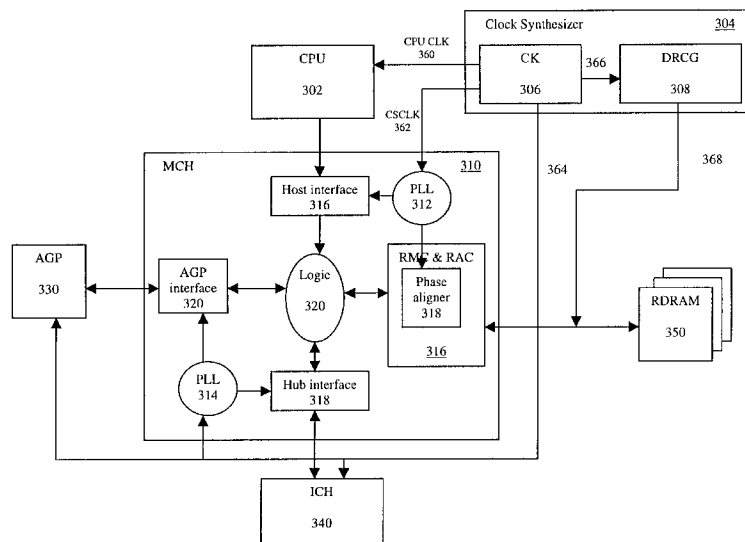 Clock Synthesizer 304
CPU
302
CPU CLK
360
CK
306
366
DRCG
308
CSCLK
362
MCH
310
364
368
Host interface
316
PLL
312
RMC & RAC
Phase
aligner
318
316
AGP
330
AGP
interface
320
Logic
320
RDRAM
350
PLL
314
Hub interface
318
ICH
340